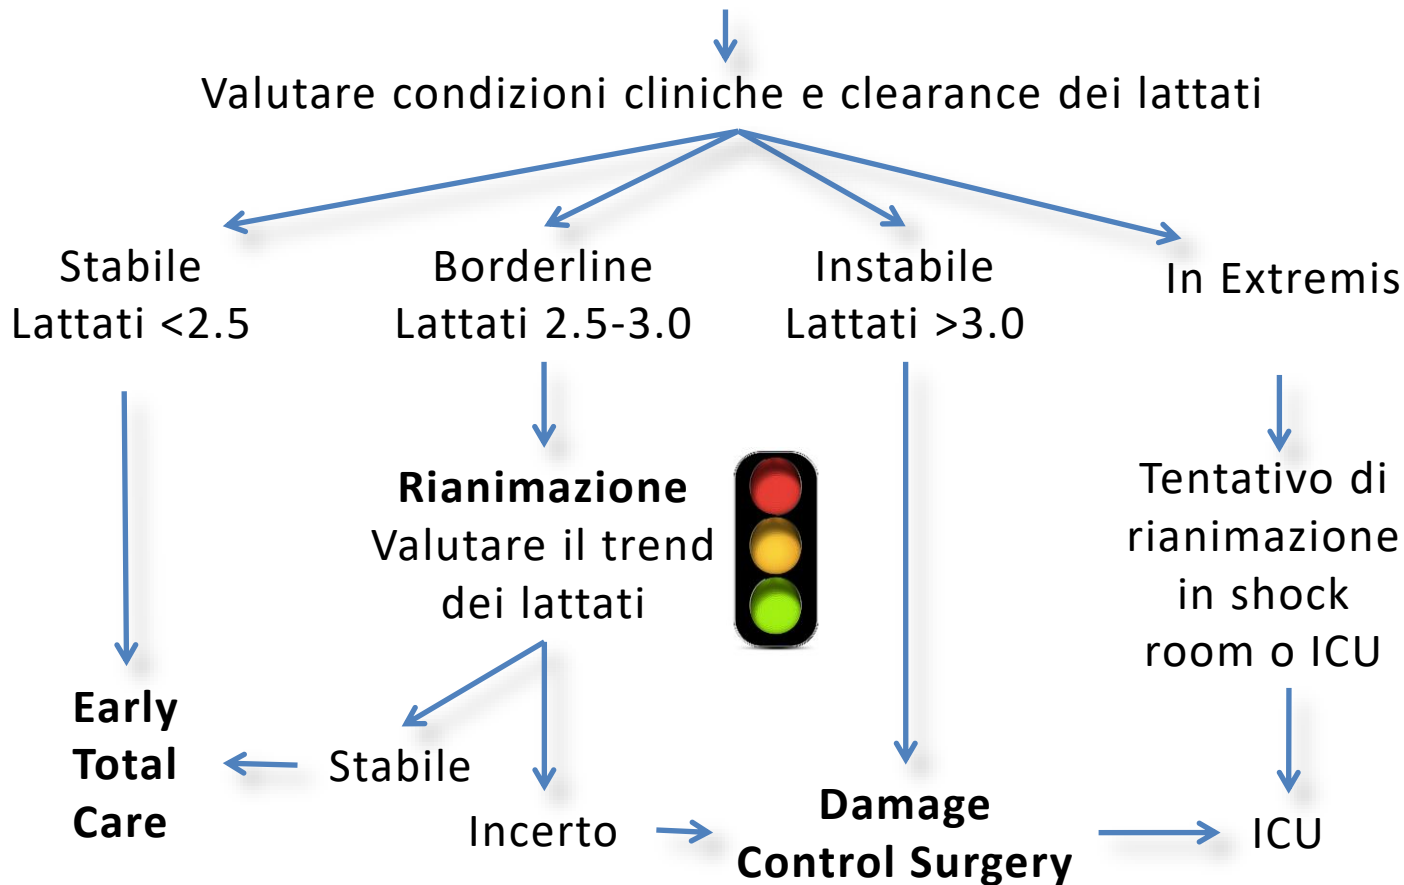 Valutare condizioni cliniche e clearance dei lattati
Stabile
Lattati <2.5
Borderline
Lattati 2.5-3.0
Instabile
Lattati >3.0
In Extremis
Rianimazione
Valutare il trend
dei lattati
Tentativo di
rianimazione
in shock
room o ICU
Early
Total
Care
Stabile
Incerto
Damage
Control Surgery
ICU